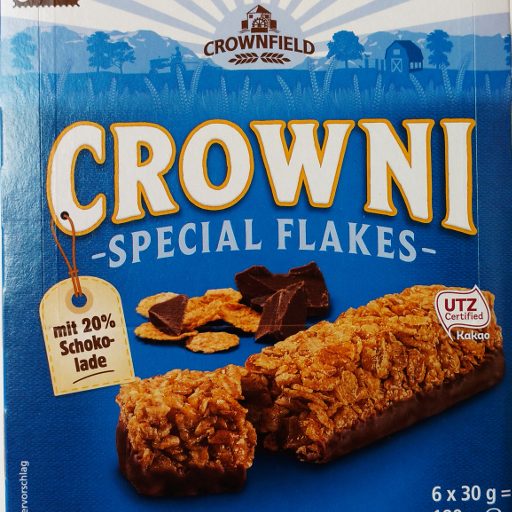 CROWNFIELD
CROWNI
-SPECIAL FLAKES-
mit 20%
Schoko-
lade
UTZ
Certified
Kakao
6 x 30 g =